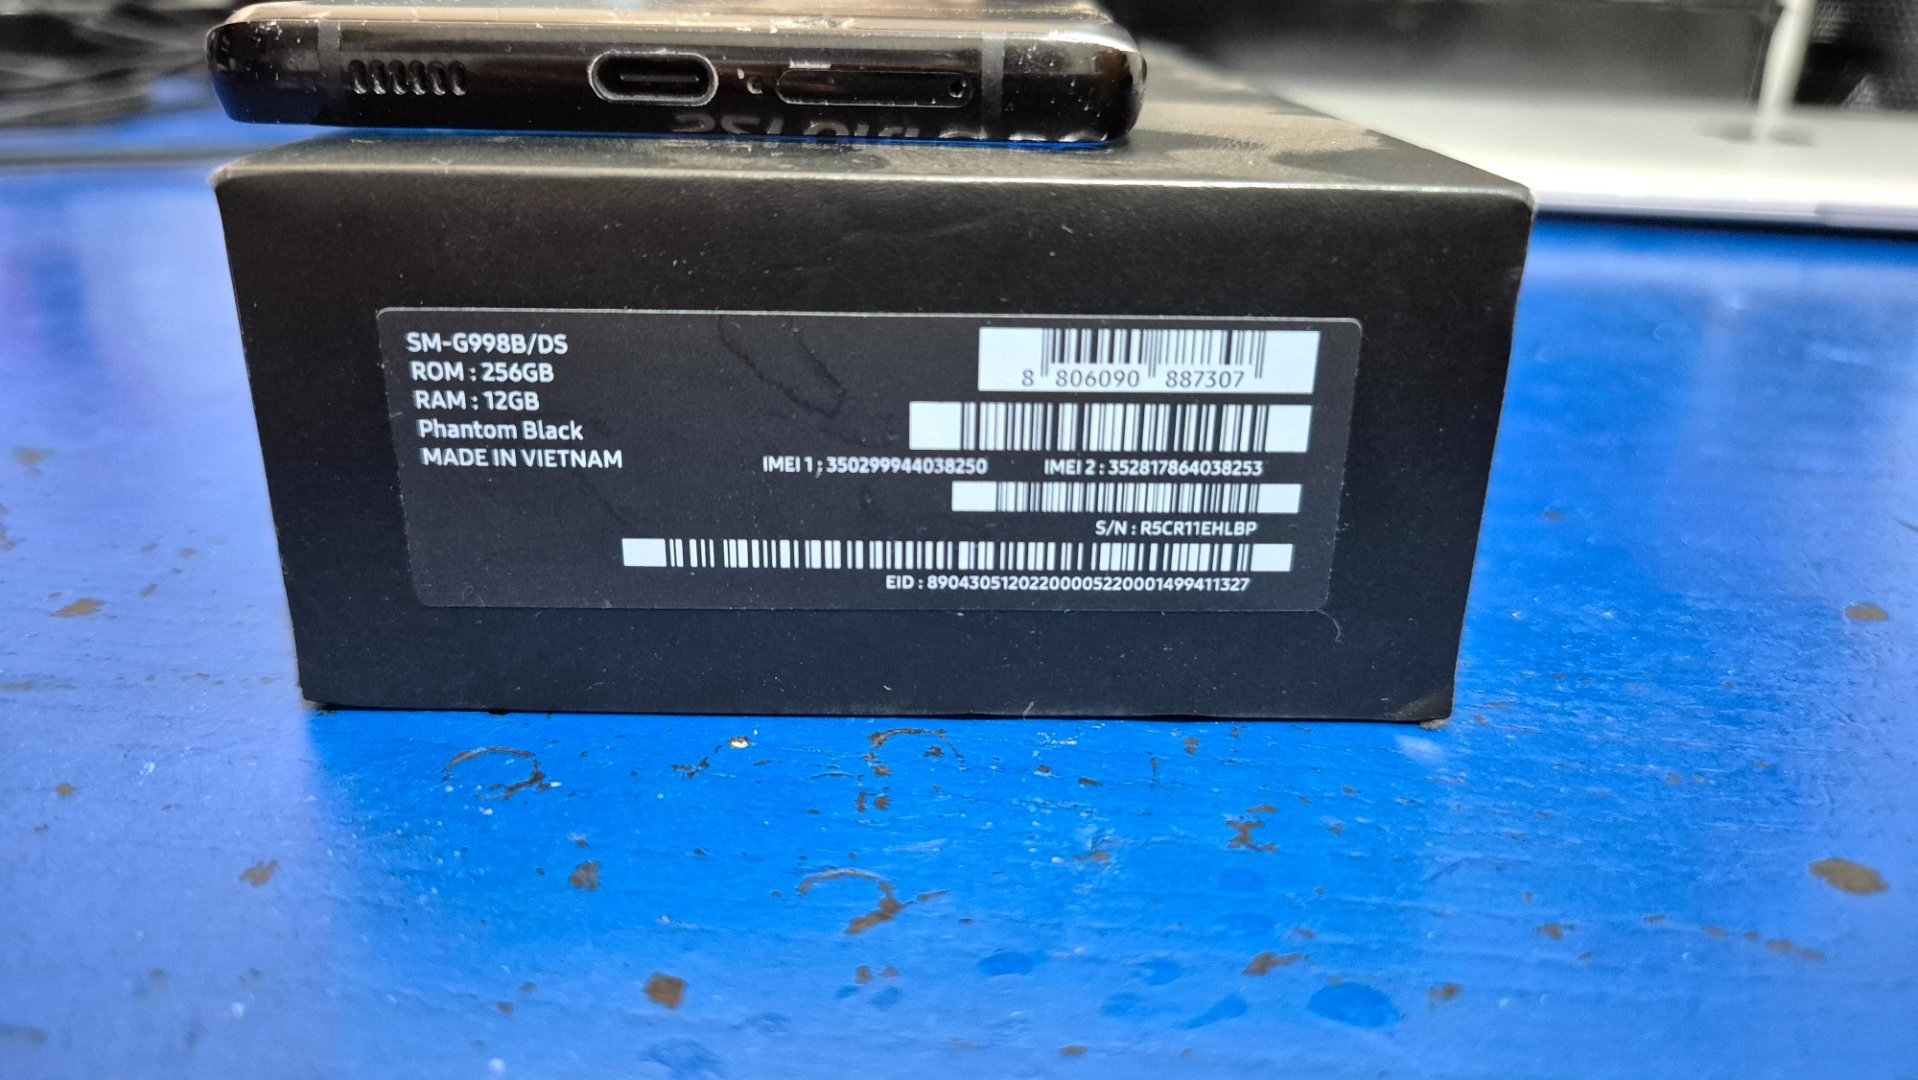 SM-G998B/DS
ROM : 256GB
RAM : 12GB
Phantom Black
MADE IN VIETNAM
8 806090 887307
IMEI 1 : 350299944038250 IMEI 2 : 352817864038253
S/N : R5CR11EHLBP
EID : 89043051202200005220001499411327